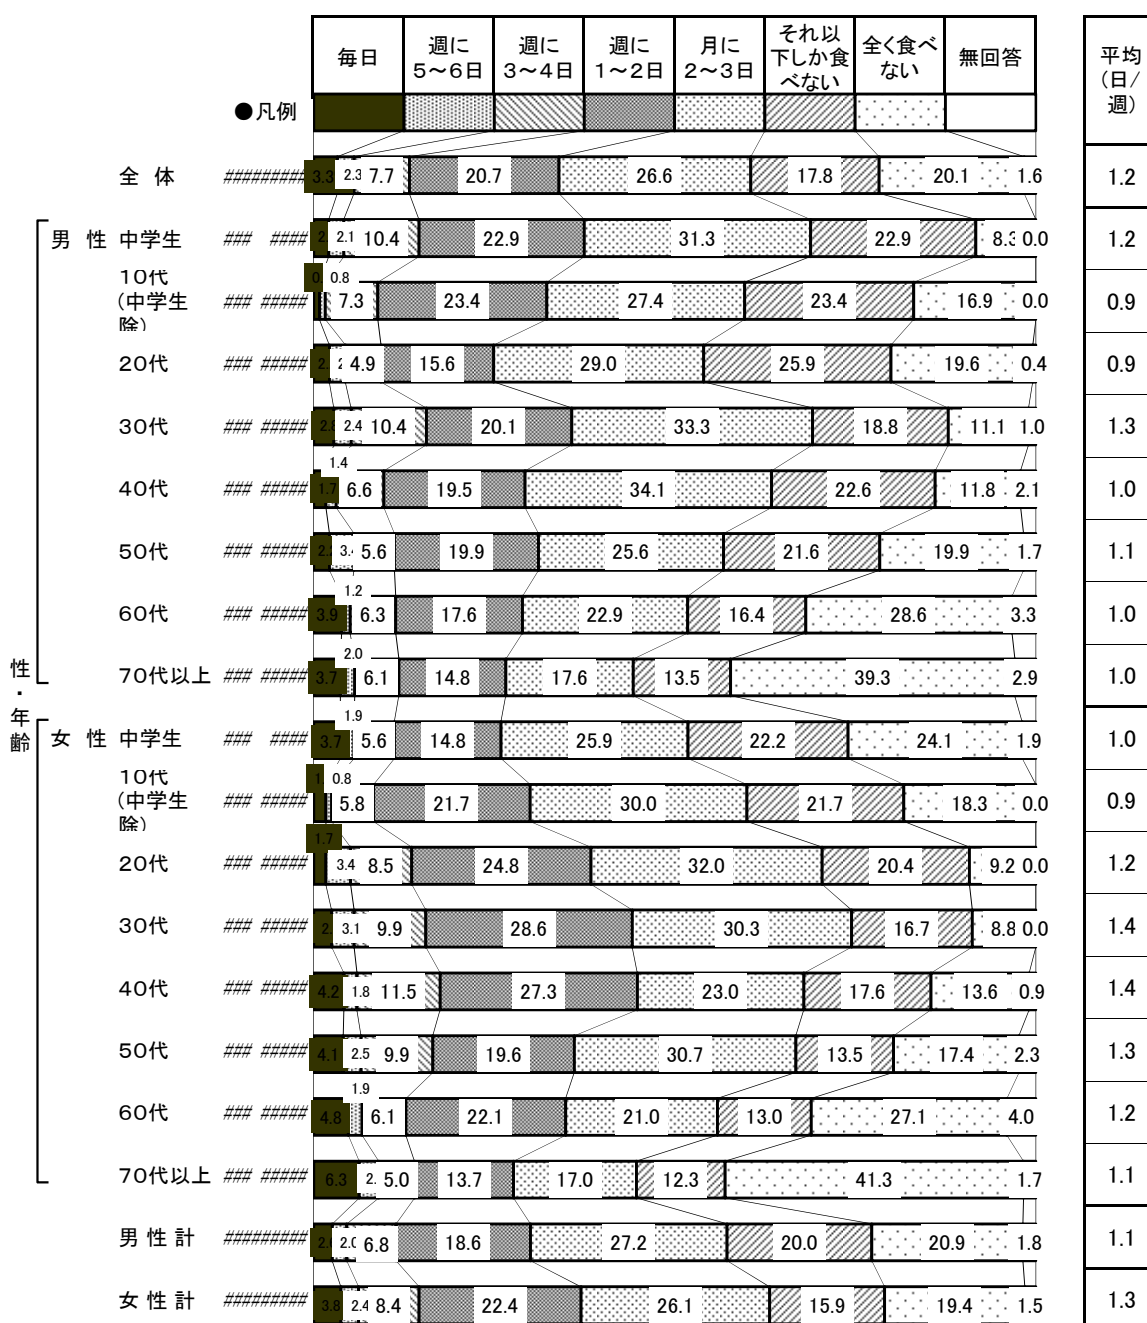 毎日 週に 5～6日 週に 3～4日 週に 1～2日 月に 2～3日 それ以下しか食べない 全く食べない 無回答 平均（日/週）
●凡例
全 体 ######### 3.3 2.3 7.7 20.7 26.6 17.8 20.1 1.6 1.2
性・年齢
男 性 中学生 ### #### 2. 2.1 10.4 22.9 31.3 22.9 8.3 0.0 1.2
10代（中学生除） ### ##### 0. 0.8 7.3 23.4 27.4 23.4 16.9 0.0 0.9
20代 ### ##### 2. 2 4.9 15.6 29.0 25.9 19.6 0.4 0.9
30代 ### ##### 2.8 2.4 10.4 20.1 33.3 18.8 11.1 1.0 1.3
40代 ### ##### 1.7 1.4 6.6 19.5 34.1 22.6 11.8 2.1 1.0
50代 ### ##### 2. 3. 5.6 19.9 25.6 21.6 19.9 1.7 1.1
60代 ### ##### 3.9 1.2 6.3 17.6 22.9 16.4 28.6 3.3 1.0
70代以上 ### ##### 3.7 2.0 6.1 14.8 17.6 13.5 39.3 2.9 1.0
女 性 中学生 ### #### 3.7 1.9 5.6 14.8 25.9 22.2 24.1 1.9 1.0
10代（中学生除） ### ##### 1. 0.8 5.8 21.7 30.0 21.7 18.3 0.0 0.9
20代 ### ##### 1.7 3.4 8.5 24.8 32.0 20.4 9.2 0.0 1.2
30代 ### ##### 2. 3.1 9.9 28.6 30.3 16.7 8.8 0.0 1.4
40代 ### ##### 4.2 1.8 11.5 27.3 23.0 17.6 13.6 0.9 1.4
50代 ### ##### 4.1 2.5 9.9 19.6 30.7 13.5 17.4 2.3 1.3
60代 ### ##### 4.8 1.9 6.1 22.1 21.0 13.0 27.1 4.0 1.2
70代以上 ### ##### 6.3 2. 5.0 13.7 17.0 12.3 41.3 1.7 1.1
男 性 計 ######### 2. 2.0 6.8 18.6 27.2 20.0 20.9 1.8 1.1
女 性 計 ######### 3.8 2.4 8.4 22.4 26.1 15.9 19.4 1.5 1.3